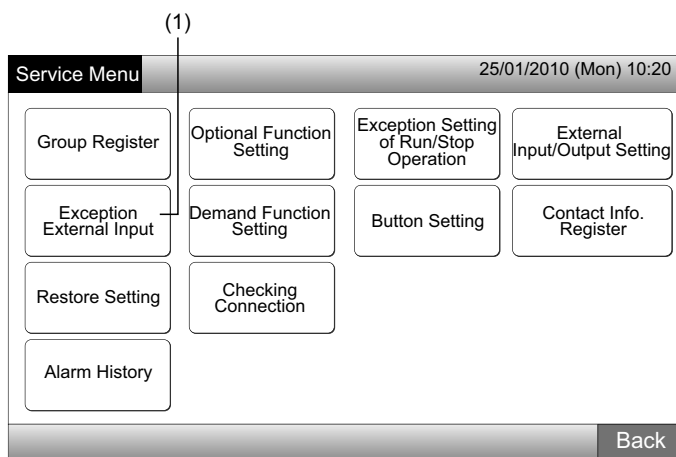 (1)
Service Menu
25/01/2010 (Mon) 10:20
Group Register
Optional Function
Setting
Exception Setting
of Run/Stop
Operation
External
Input/Output Setting
Exception
External Input
Demand Function
Setting
Button Setting
Contact Info.
Register
Restore Setting
Checking
Connection
Alarm History
Back